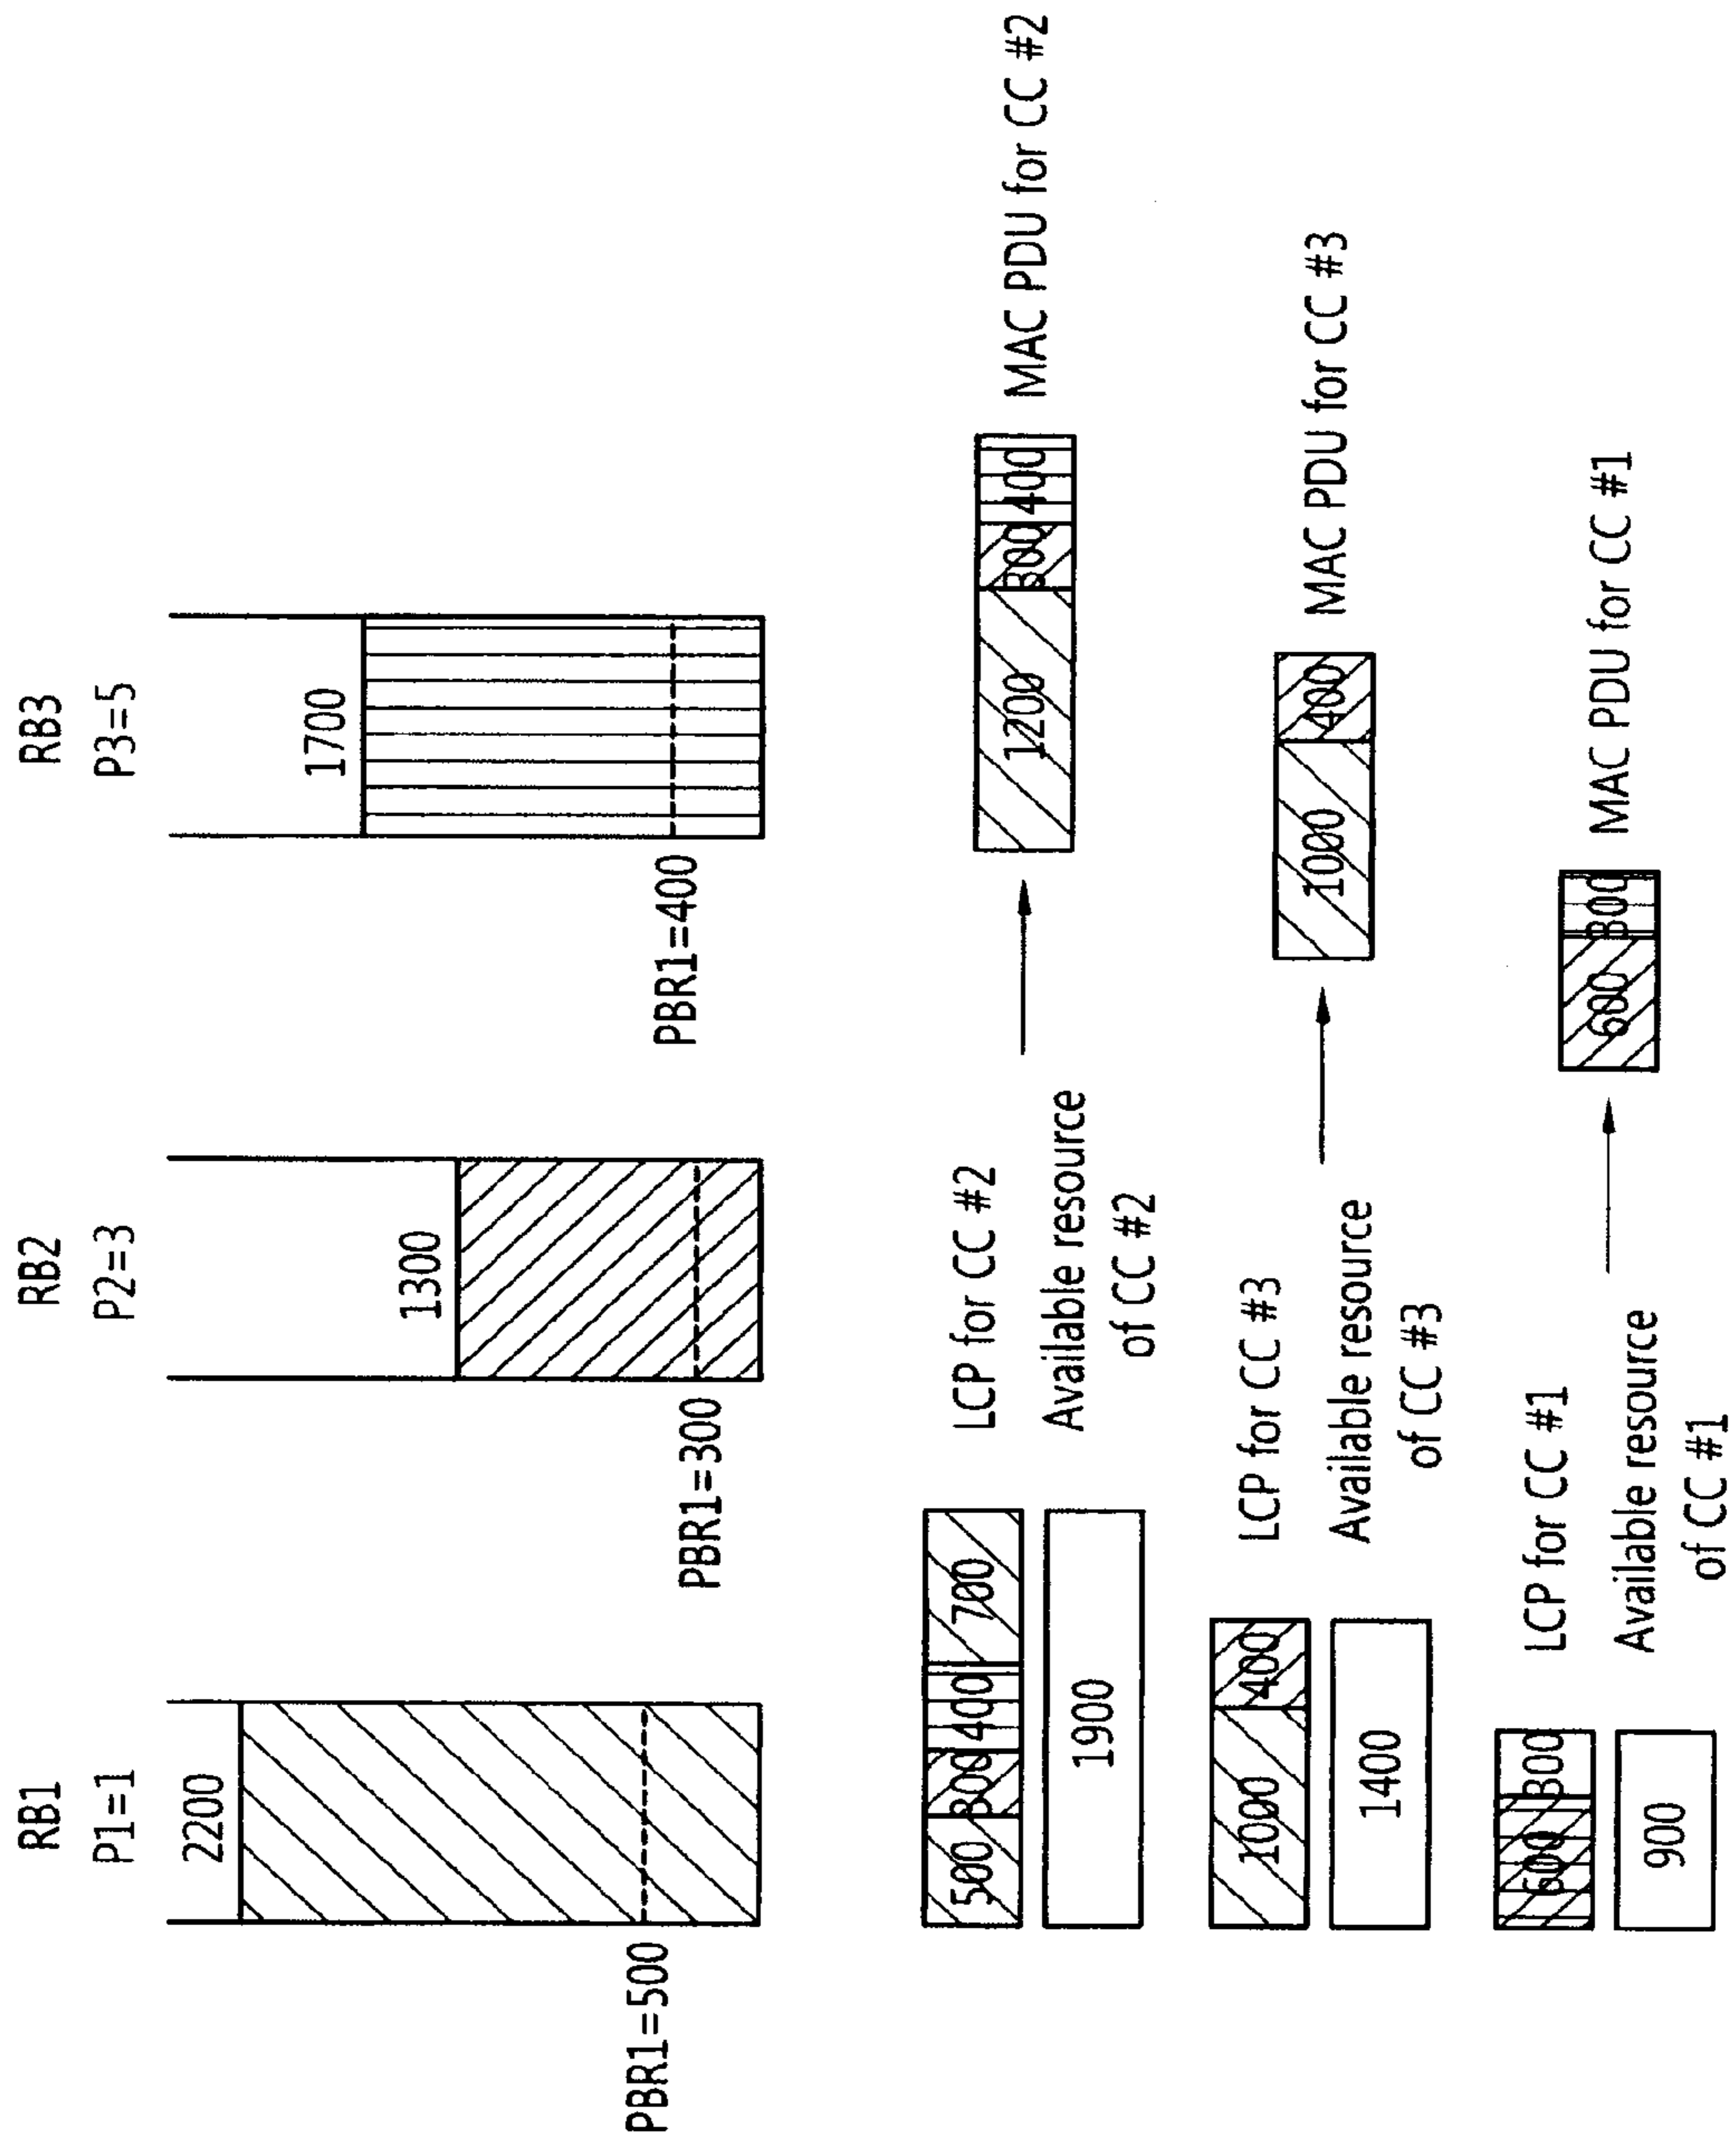 RB1
P1=1
2200
PBR1=500
RB2
P2=3
1300
PBR1=300
RB3
P3=5
1700
PBR1=400
500 300 400 700
LCP for CC #2
1900
Available resource
of CC #2
1200 300 400
MAC PDU for CC #2
1000 400
LCP for CC #3
1400
Available resource
of CC #3
1000 400
MAC PDU for CC #3
600 300
LCP for CC #1
900
Available resource
of CC #1
600 300
MAC PDU for CC #1